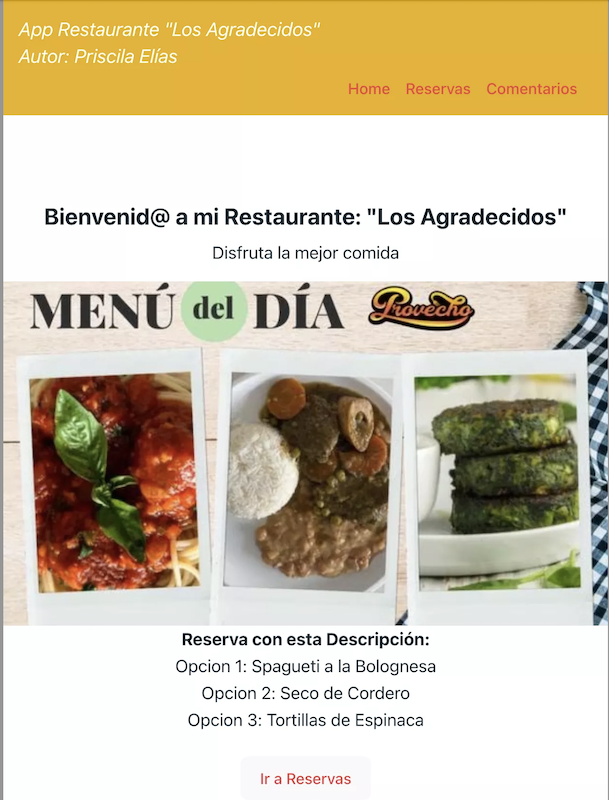 App Restaurante "Los Agradecidos"
Autor: Priscila Elías
Home Reservas Comentarios
Bienvenid@ a mi Restaurante: "Los Agradecidos"
Disfruta la mejor comida
MENÚ del DÍA Provecho
Reserva con esta Descripción:
Opcion 1: Spagueti a la Bolognesa
Opcion 2: Seco de Cordero
Opcion 3: Tortillas de Espinaca
Ir a Reservas